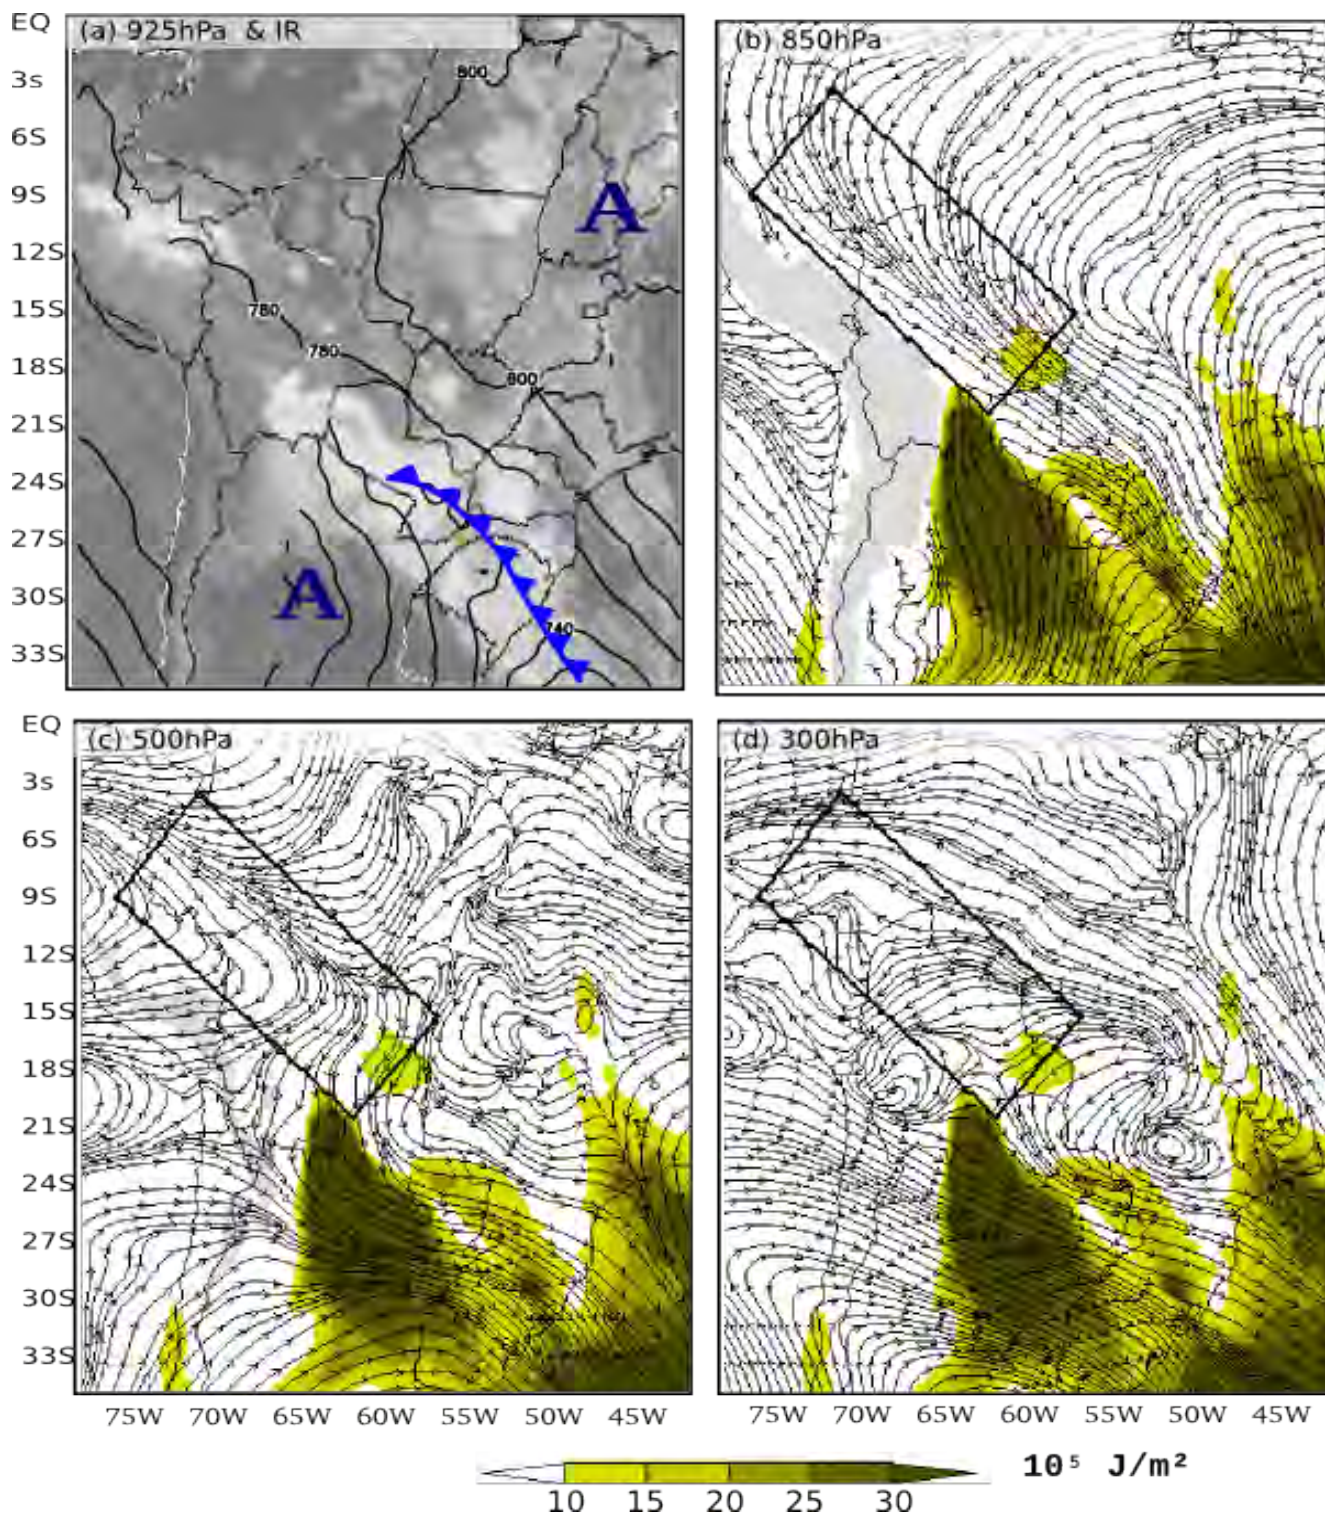 (a) 925hPa & IR
(b) 850hPa
EQ
3s
6S
9S
12S
15S
18S
21S
24S
27S
30S
33S
800
A
780
780
800
A
740
(c) 500hPa
(d) 300hPa
EQ
3s
6S
9S
12S
15S
18S
21S
24S
27S
30S
33S
75W 70W 65W 60W 55W 50W 45W
75W 70W 65W 60W 55W 50W 45W
10⁵ J/m²
10 15 20 25 30